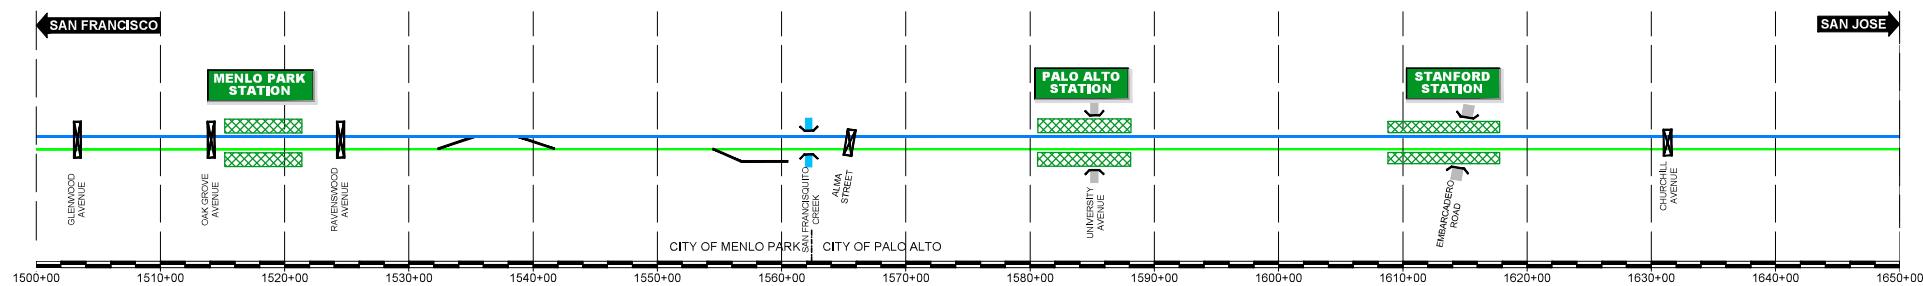 SAN FRANCISCO
SAN JOSE
MENLO PARK
STATION
PALO ALTO
STATION
STANFORD
STATION
GLENWOOD
AVENUE
OAK GROVE
AVENUE
RAVENSWOOD
AVENUE
SAN FRANCISQUITO
CREEK
ALMA
STREET
UNIVERSITY
AVENUE
EMBARCADERO
ROAD
CHURCHILL
AVENUE
CITY OF MENLO PARK
CITY OF PALO ALTO
1500+00
1510+00
1520+00
1530+00
1540+00
1550+00
1560+00
1570+00
1580+00
1590+00
1600+00
1610+00
1620+00
1630+00
1640+00
1650+00